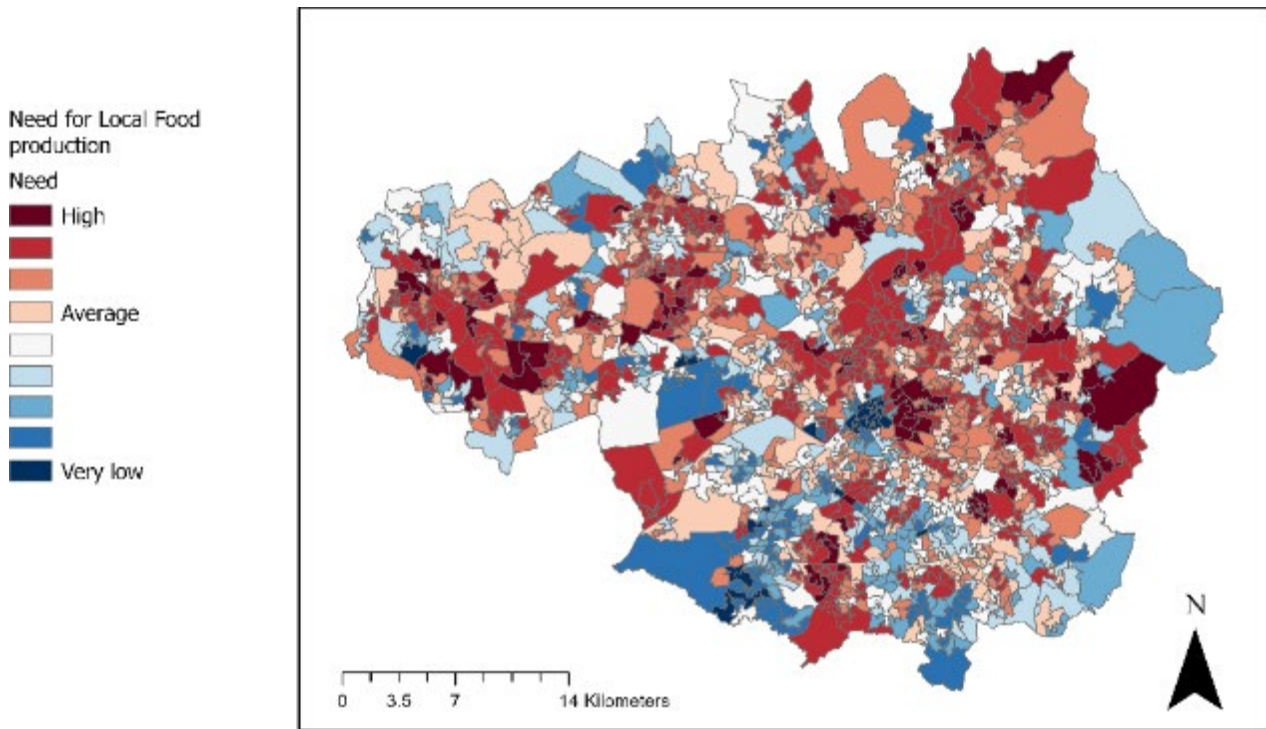 Need for Local Food
production
Need
High
Average
Very low
N
0 3.5 7 14 Kilometers